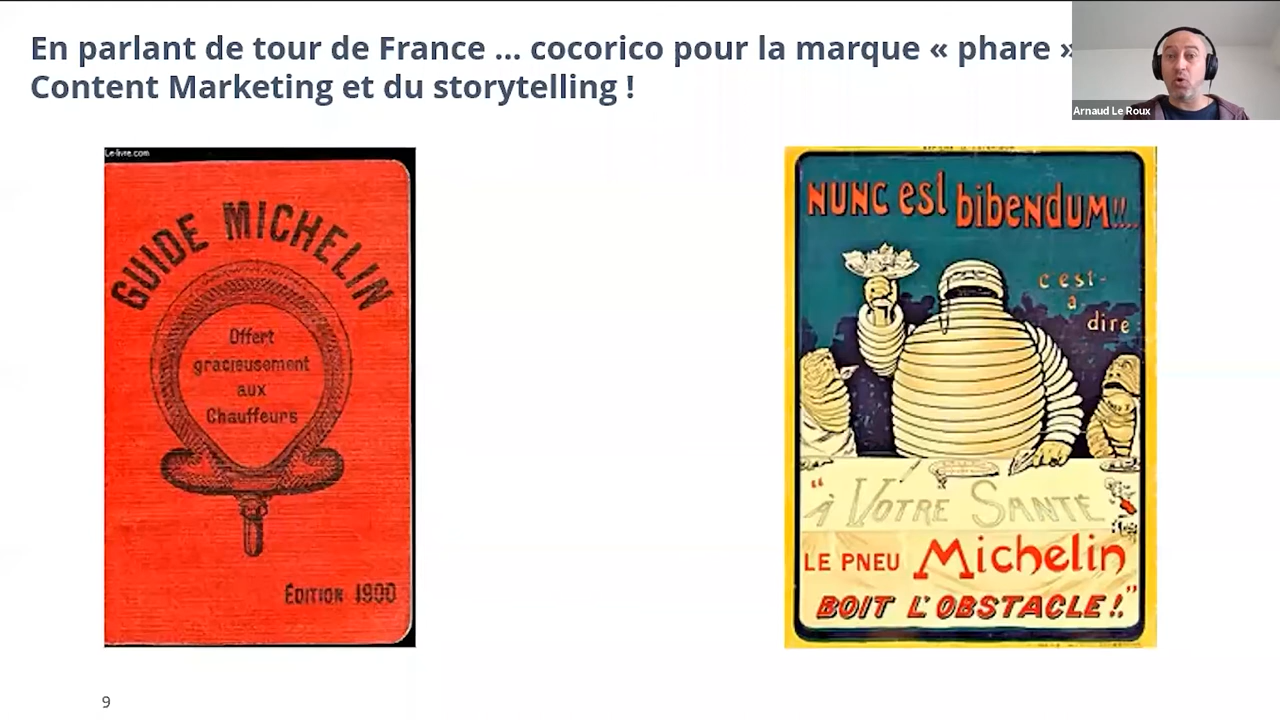 En parlant de tour de France ... cocorico pour la marque « phare »
Content Marketing et du storytelling !
Arnaud Le Roux
Le-livre.com
GUIDE MICHELIN
Offert
gracieusement
aux
Chauffeurs
ÉDITION 1900
NUNC est bibendum!!..
c'est-
a-
dire:
“À VOTRE SANTÉ
LE PNEU Michelin
BOIT L'OBSTACLE!.”
9